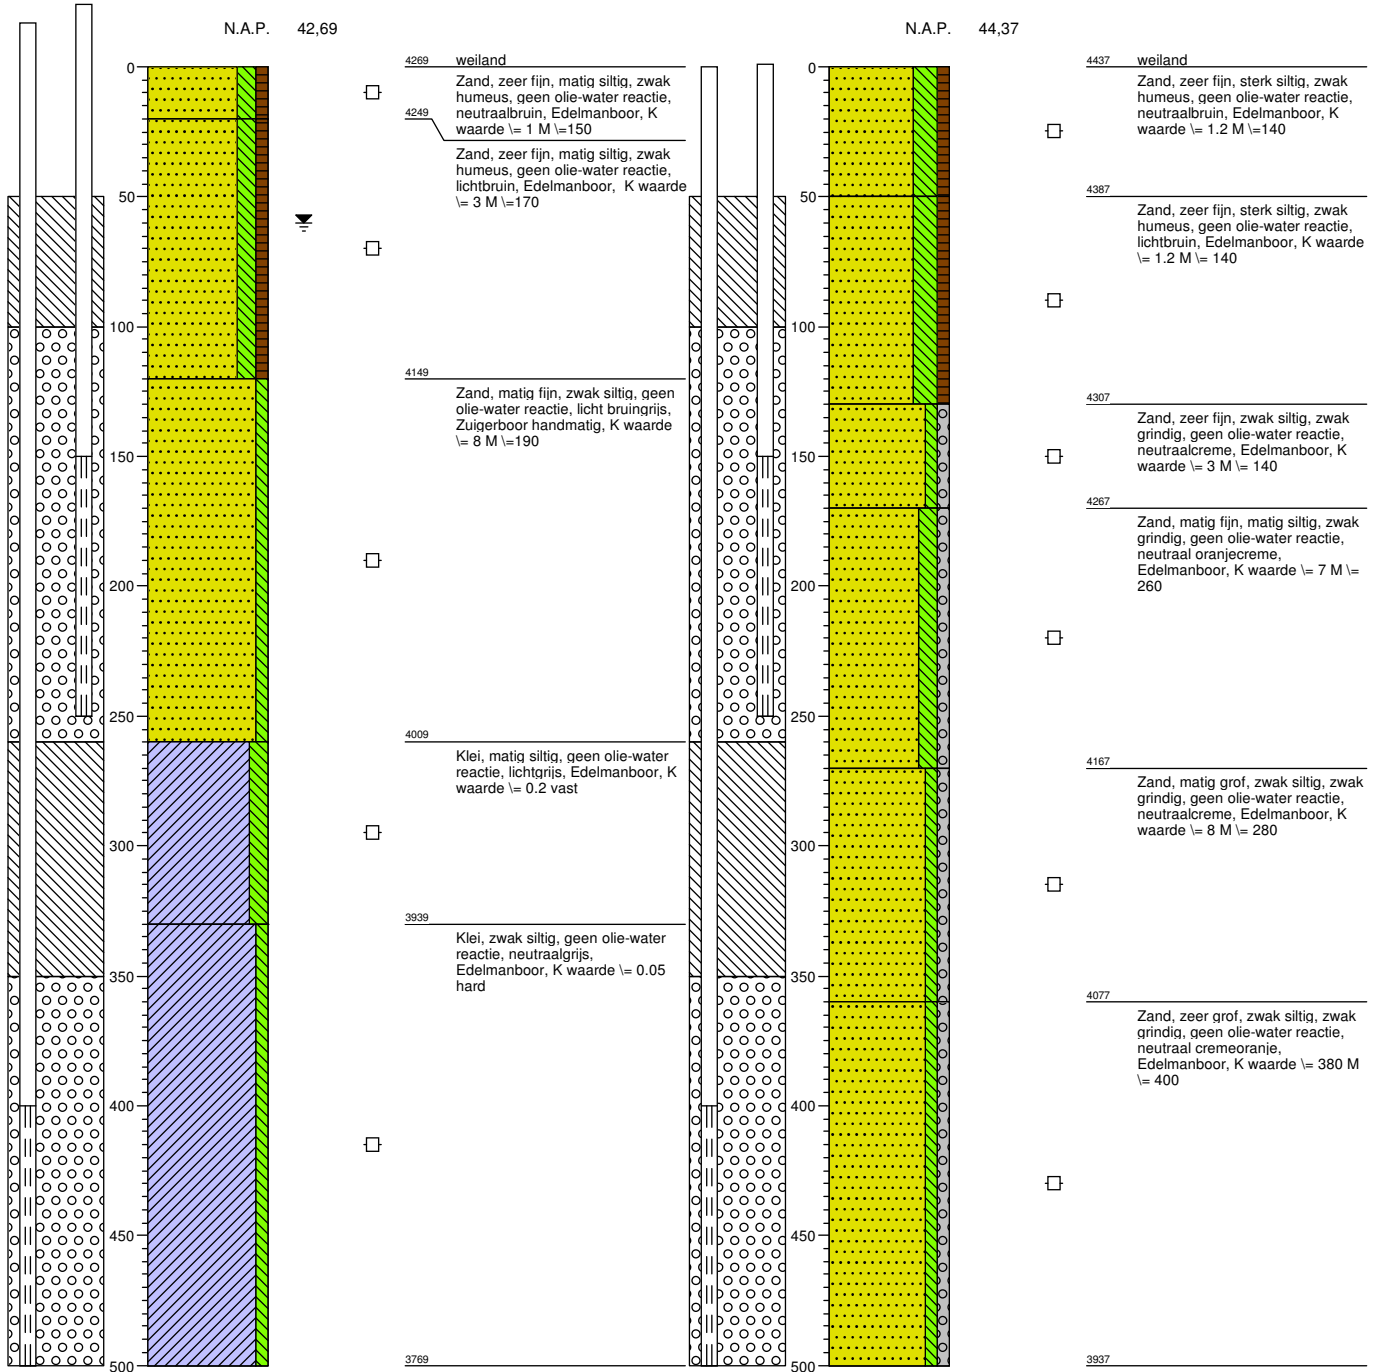 N.A.P. 42,69
0
50
100
150
200
250
300
350
400
450
500
4269 weiland
Zand, zeer fijn, matig siltig, zwak
humeus, geen olie-water reactie,
neutraalbruin, Edelmanboor, K
waarde \= 1 M \=150
4249
Zand, zeer fijn, matig siltig, zwak
humeus, geen olie-water reactie,
lichtbruin, Edelmanboor, K waarde
\= 3 M \=170
4149
Zand, matig fijn, zwak siltig, geen
olie-water reactie, licht bruingrijs,
Zuigerboor handmatig, K waarde
\= 8 M \=190
4009
Klei, matig siltig, geen olie-water
reactie, lichtgrijs, Edelmanboor, K
waarde \= 0.2 vast
3939
Klei, zwak siltig, geen olie-water
reactie, neutraalgrijs,
Edelmanboor, K waarde \= 0.05
hard
3769
N.A.P. 44,37
0
50
100
150
200
250
300
350
400
450
500
4437 weiland
Zand, zeer fijn, sterk siltig, zwak
humeus, geen olie-water reactie,
neutraalbruin, Edelmanboor, K
waarde \= 1.2 M \=140
4387
Zand, zeer fijn, sterk siltig, zwak
humeus, geen olie-water reactie,
lichtbruin, Edelmanboor, K waarde
\= 1.2 M \= 140
4307
Zand, zeer fijn, zwak siltig, zwak
grindig, geen olie-water reactie,
neutraalcreme, Edelmanboor, K
waarde \= 3 M \= 140
4267
Zand, matig fijn, matig siltig, zwak
grindig, geen olie-water reactie,
neutraal oranjecreme,
Edelmanboor, K waarde \= 7 M \=
260
4167
Zand, matig grof, zwak siltig, zwak
grindig, geen olie-water reactie,
neutraalcreme, Edelmanboor, K
waarde \= 8 M \= 280
4077
Zand, zeer grof, zwak siltig, zwak
grindig, geen olie-water reactie,
neutraal cremeoranje,
Edelmanboor, K waarde \= 380 M
\= 400
3937